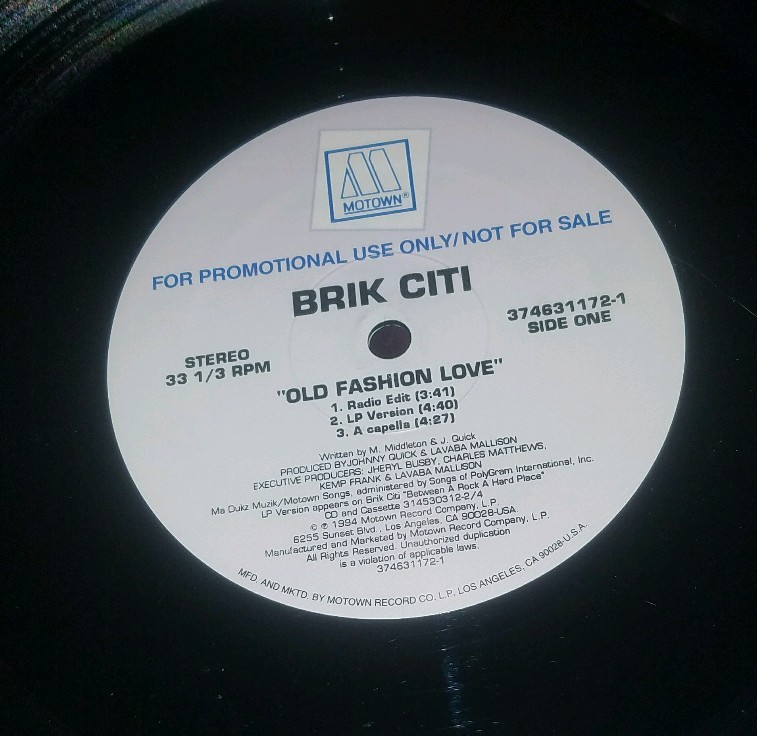 MOTOWN®
FOR PROMOTIONAL USE ONLY/NOT FOR SALE
BRIK CITI
STEREO
33 1/3 RPM
374631172-1
SIDE ONE
"OLD FASHION LOVE"
1. Radio Edit (3:41)
2. LP Version (4:40)
3. A capella (4:27)
Written by M. Middleton & J. Quick
PRODUCED BYJOHNNY QUICK & LAVABA MALLISON
EXECUTIVE PRODUCERS: JHERYL BUSBY, CHARLES MATTHEWS,
KEMP FRANK & LAVABA MALLISON
Ma Dukz Muzik/Motown Songs, administered by Songs of PolyGram International, Inc.
LP Version appears on Brik Citi "Between A Rock A Hard Place"
CD and Cassette 314530312-2/4
© ℗ 1994 Motown Record Company, L.P.
6255 Sunset Blvd., Los Angeles, CA 90028-USA
Manufactured and Marketed by Motown Record Company, L.P.
All Rights Reserved. Unauthorized duplication
is a violation of applicable laws.
374631172-1
MFD. AND MKTD. BY MOTOWN RECORD CO. L.P. LOS ANGELES, CA 90028-U.S.A.